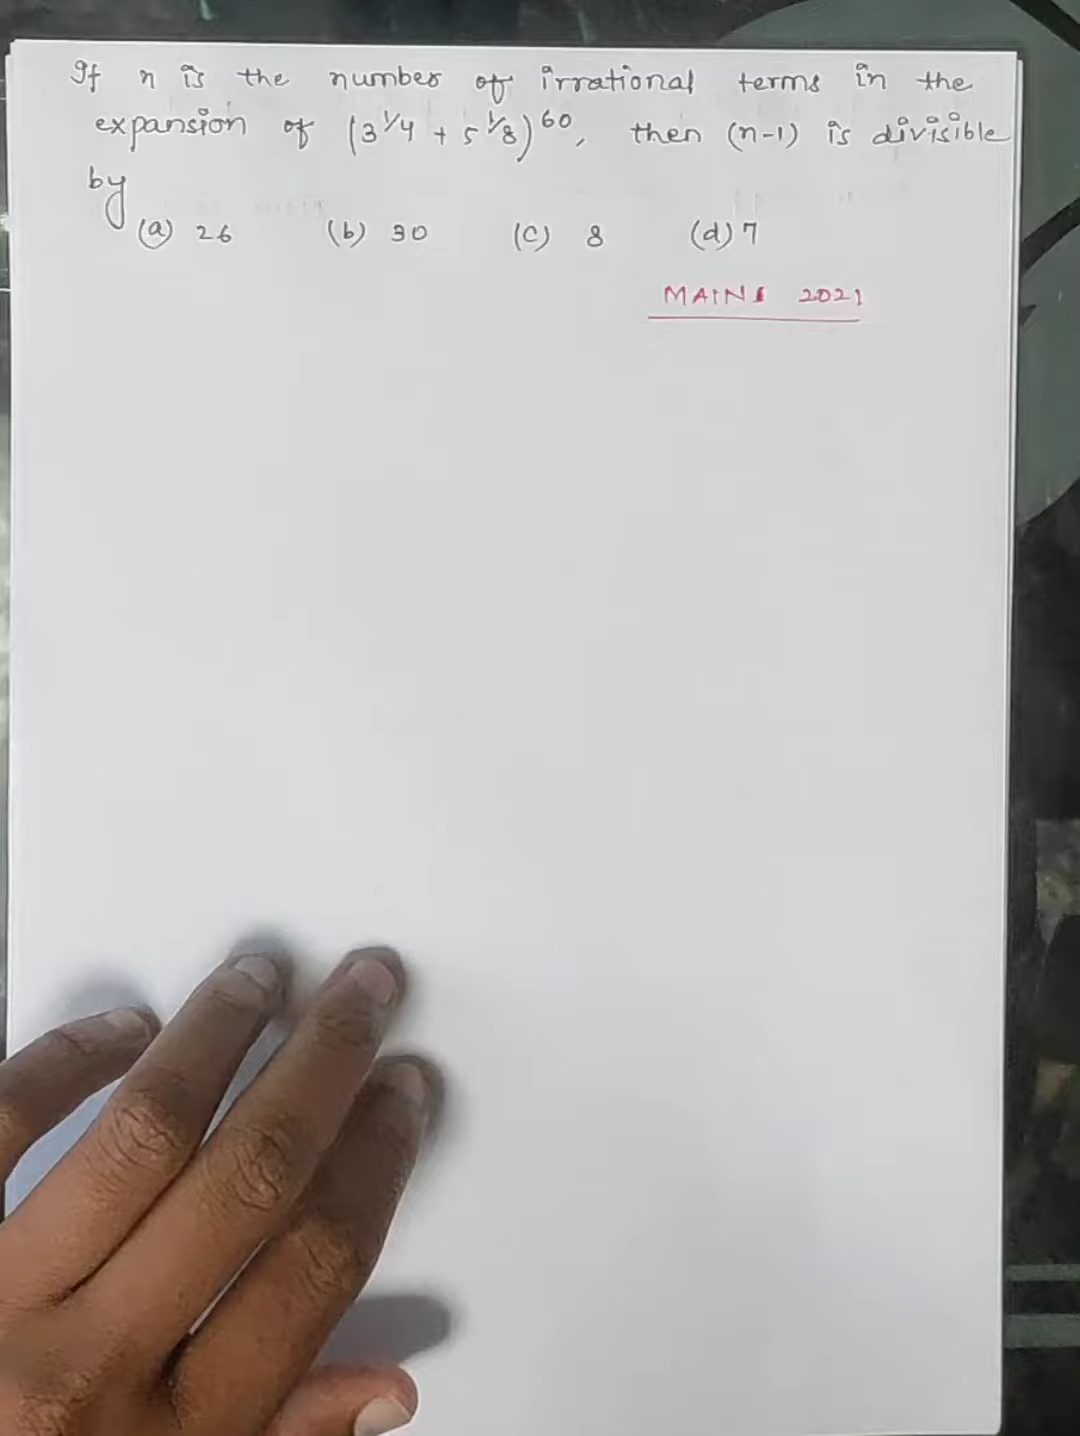 If n is the number of irrational terms in the
expansion of (3^1/4 + 5^1/8)^60, then (n-1) is divisible
by
(a) 26 (b) 30 (c) 8 (d) 7
MAINS 2021